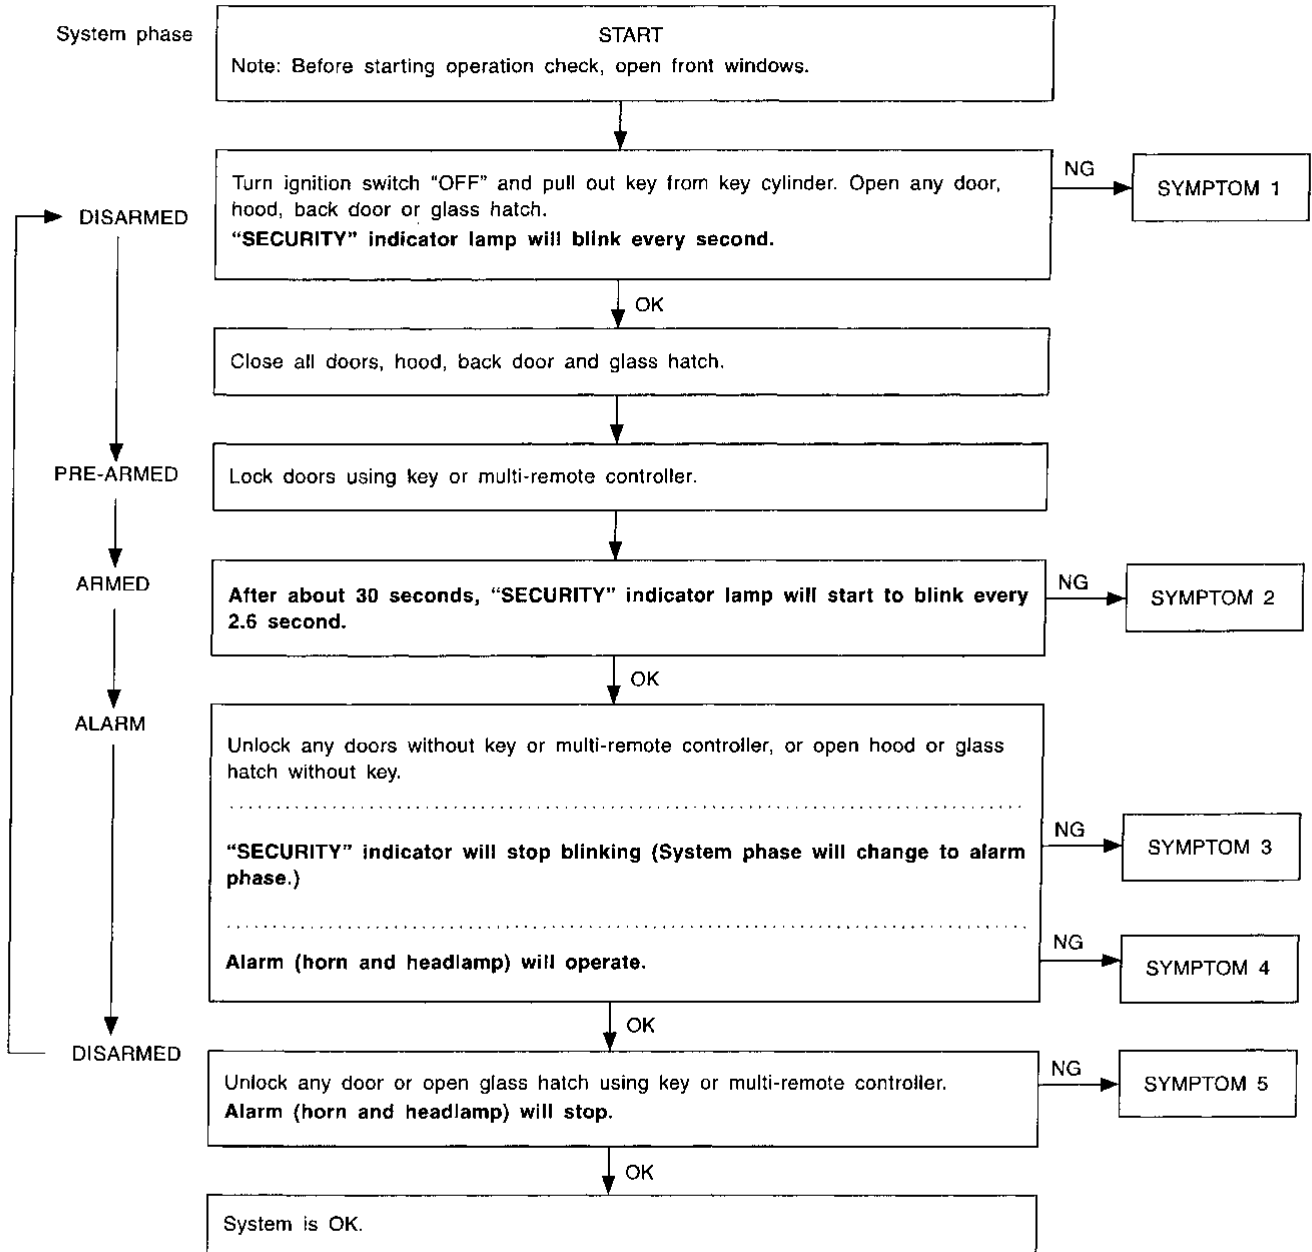 System phase
START
Note: Before starting operation check, open front windows.
Turn ignition switch “OFF” and pull out key from key cylinder. Open any door,
hood, back door or glass hatch.
“SECURITY” indicator lamp will blink every second.
NG
SYMPTOM 1
DISARMED
OK
Close all doors, hood, back door and glass hatch.
PRE-ARMED
Lock doors using key or multi-remote controller.
ARMED
After about 30 seconds, “SECURITY” indicator lamp will start to blink every
2.6 second.
NG
SYMPTOM 2
OK
ALARM
Unlock any doors without key or multi-remote controller, or open hood or glass
hatch without key.
“SECURITY” indicator will stop blinking (System phase will change to alarm
phase.)
NG
SYMPTOM 3
Alarm (horn and headlamp) will operate.
NG
SYMPTOM 4
OK
DISARMED
Unlock any door or open glass hatch using key or multi-remote controller.
Alarm (horn and headlamp) will stop.
NG
SYMPTOM 5
OK
System is OK.